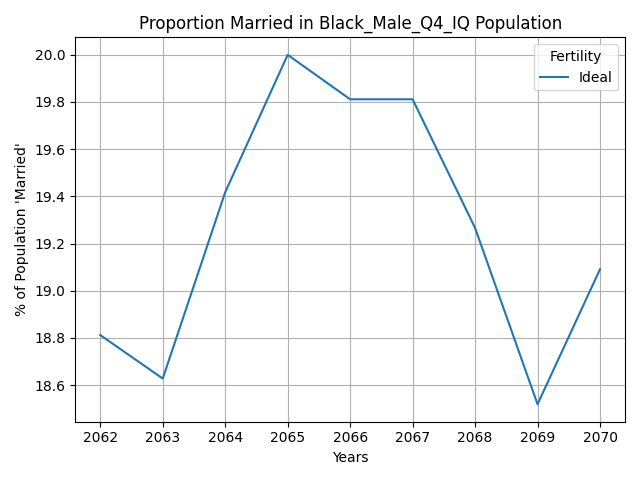 Proportion Married in Black_Male_Q4_IQ Population
Fertility
Ideal
% of Population 'Married'
20.0
19.8
19.6
19.4
19.2
19.0
18.8
18.6
2062 2063 2064 2065 2066 2067 2068 2069 2070
Years